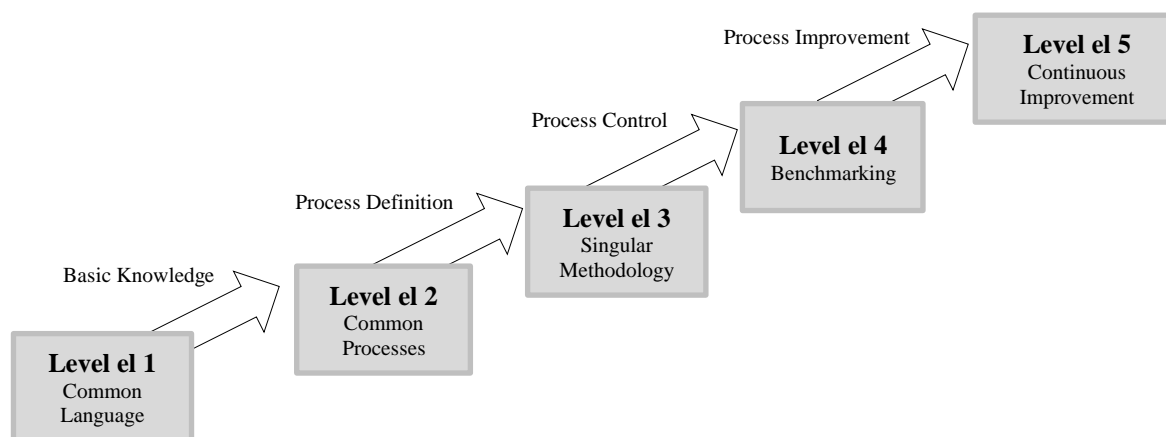 Process Improvement
Level el 5
Continuous
Improvement
Process Control
Level el 4
Benchmarking
Process Definition
Level el 3
Singular
Methodology
Basic Knowledge
Level el 2
Common
Processes
Level el 1
Common
Language